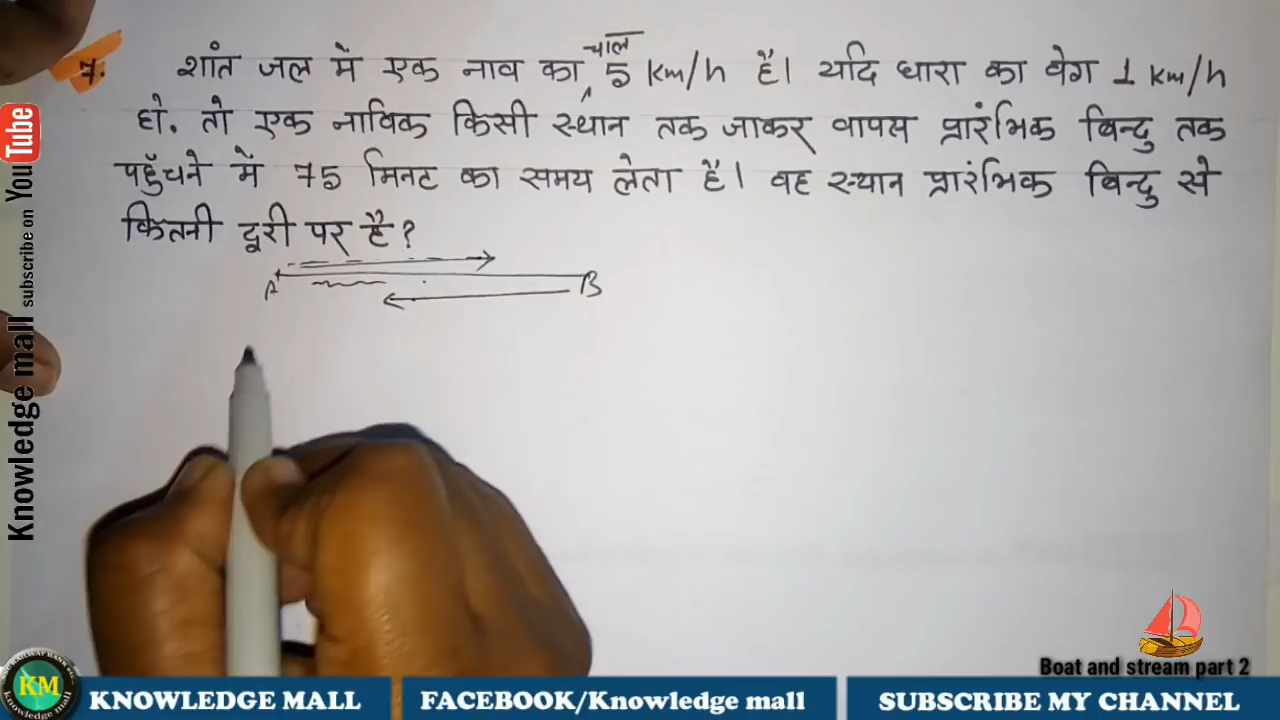 7. शांत जल में एक नाव का चाल 5 km/h है। यदि धारा का वेग 1 km/h
हो. तो एक नाविक किसी स्थान तक जाकर वापस प्रारंभिक बिन्दु तक
पहुँचने में 75 मिनट का समय लेता है। वह स्थान प्रारंभिक बिन्दु से
कितनी दूरी पर है?
A B
Knowledge mall subscribe on YouTube
Boat and stream part 2
KM KNOWLEDGE MALL FACEBOOK/Knowledge mall SUBSCRIBE MY CHANNEL